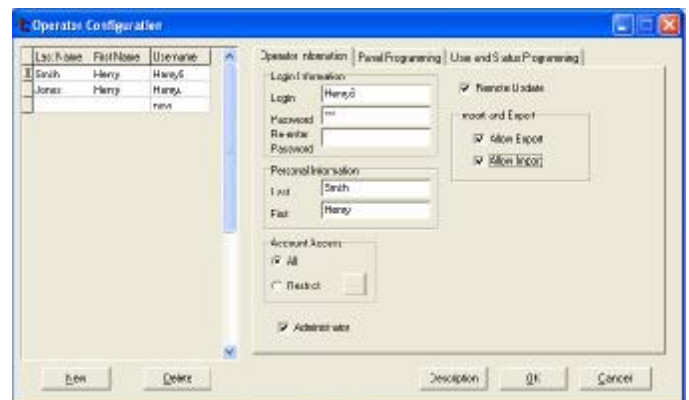 Operator Configuration
Last Name First Name Username
Smith Henry HenryS
Jones Henry
new
Operator Information Panel Programming User and Status Programming
Login Information
Login HenryS
Password ***
Re-enter
Password
Remote Update
Import and Export
Allow Export
Allow Import
Personal Information
Last Smith
First Henry
Account Access
All
Restrict
Administrator
New Delete Description OK Cancel